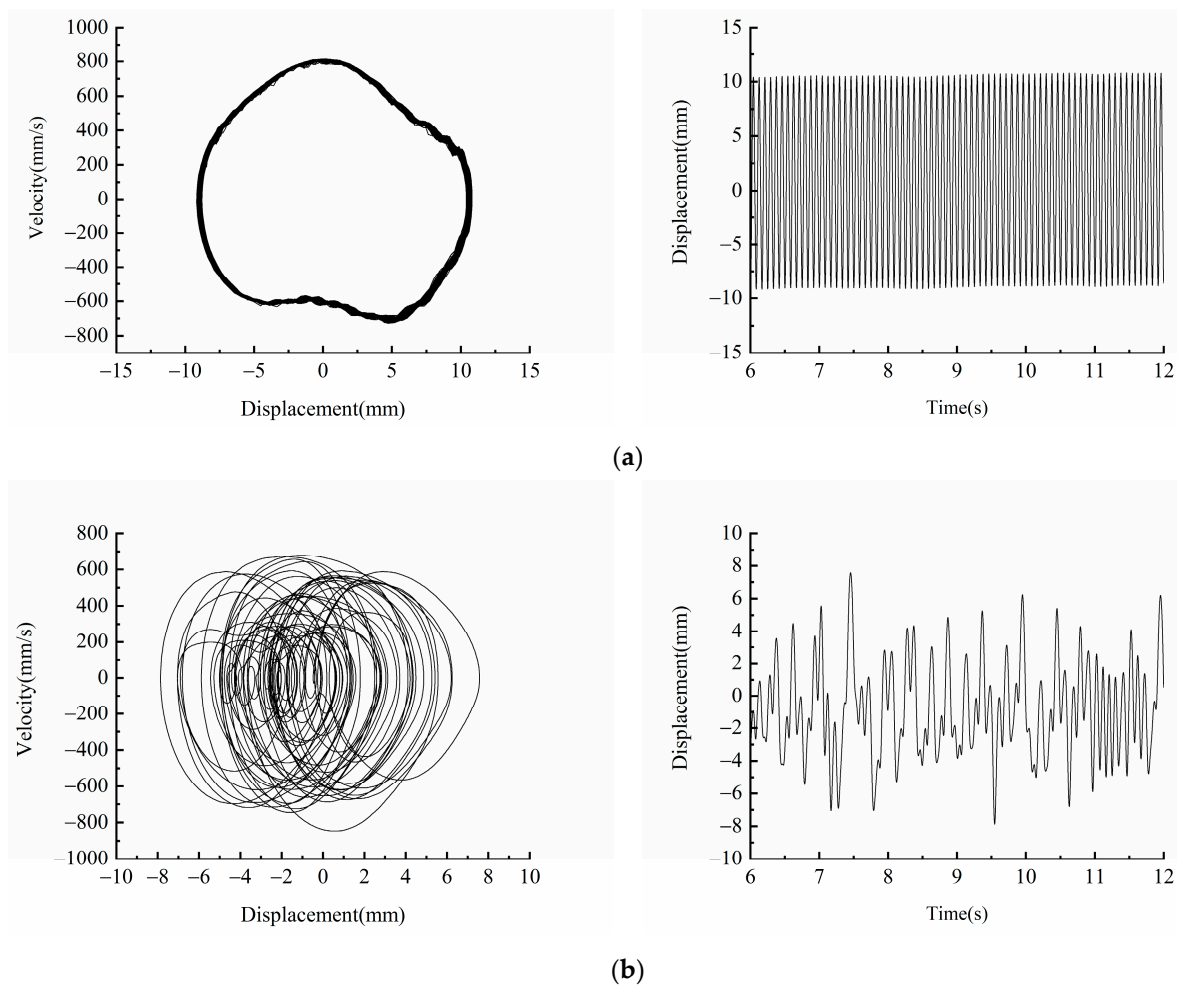 1000
800
600
400
200
0
−200
−400
−600
−800
Velocity(mm/s)
−15 −10 −5 0 5 10 15
Displacement(mm)
15
10
5
0
−5
−10
−15
Displacement(mm)
6 7 8 9 10 11 12
Time(s)
(a)
800
600
400
200
0
−200
−400
−600
−800
−1000
Velocity(mm/s)
−10 −8 −6 −4 −2 0 2 4 6 8 10
Displacement(mm)
10
8
6
4
2
0
−2
−4
−6
−8
−10
Displacement(mm)
6 7 8 9 10 11 12
Time(s)
(b)